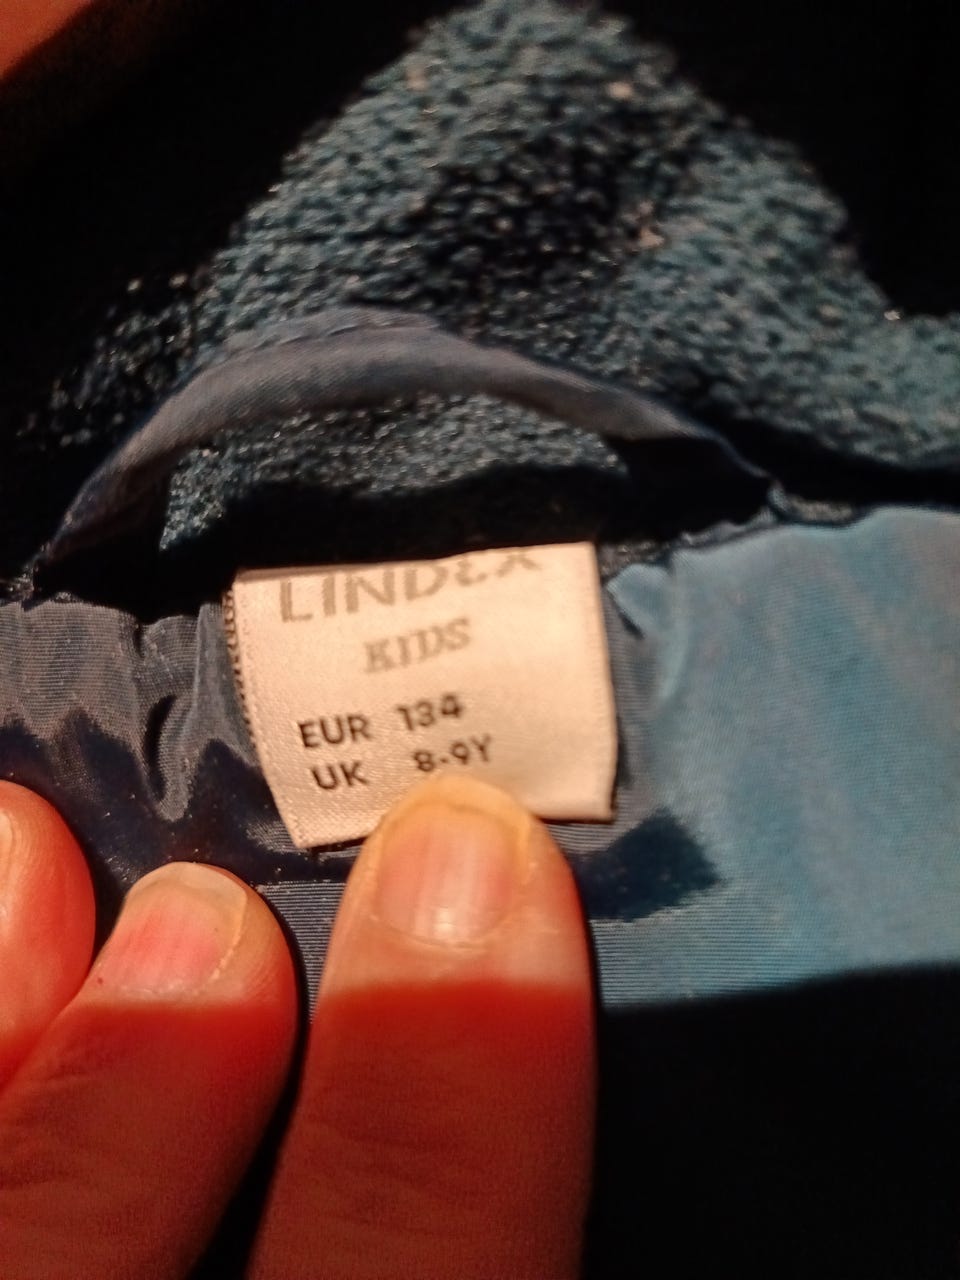 LINDEX
KIDS
EUR 134
UK 8-9Y